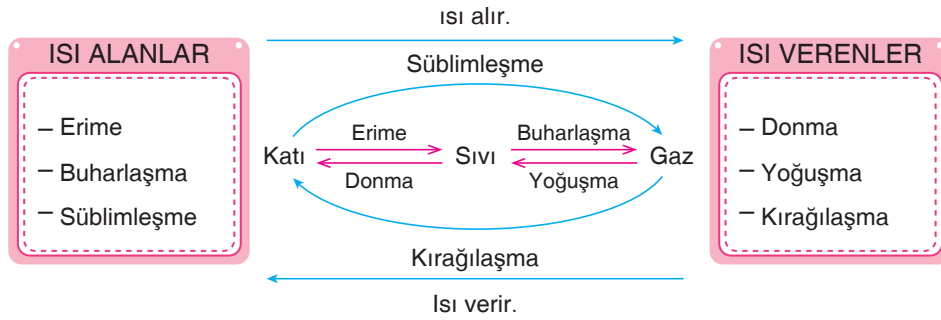 ısı alır.
ISI ALANLAR
– Erime
– Buharlaşma
– Süblimleşme
Süblimleşme
Erime
Buharlaşma
Katı
Sıvı
Gaz
Donma
Yoğuşma
Kırağılaşma
Isı verir.
ISI VERENLER
– Donma
– Yoğuşma
– Kırağılaşma